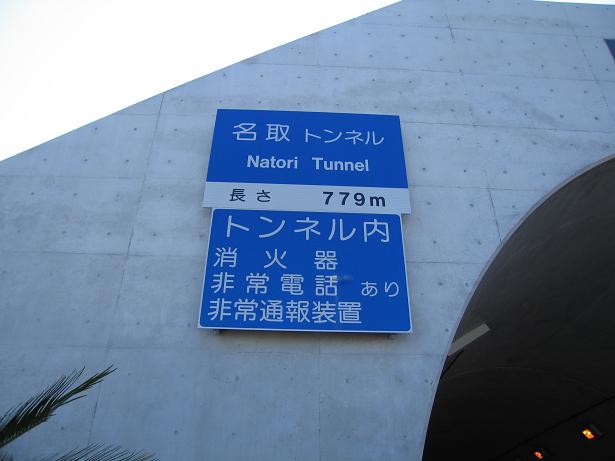 名取 トンネル
Natori Tunnel
長さ 779m
トンネル内
消火器
非常電話 あり
非常通報装置